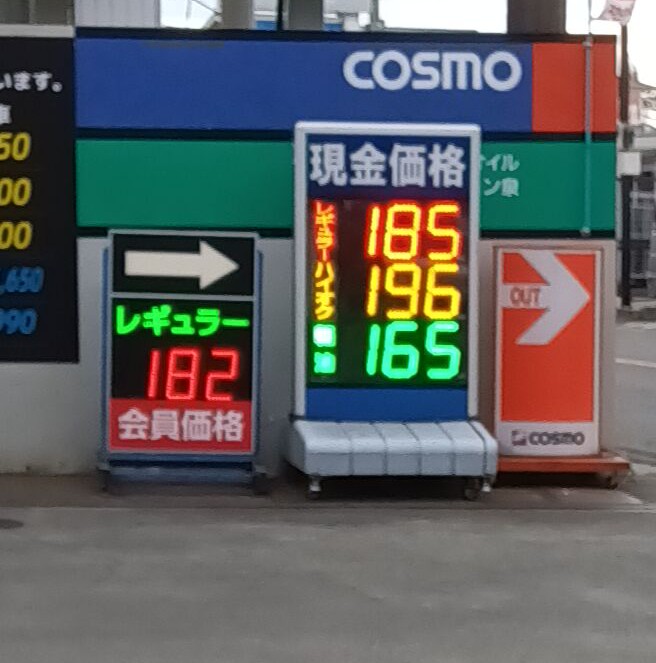 COSMO
います。
現金価格
レギュラー 185
ハイオク 196
軽油 165
イル
ン泉
レギュラー
182
会員価格
OUT
COSMO
50
00
00
,650
990